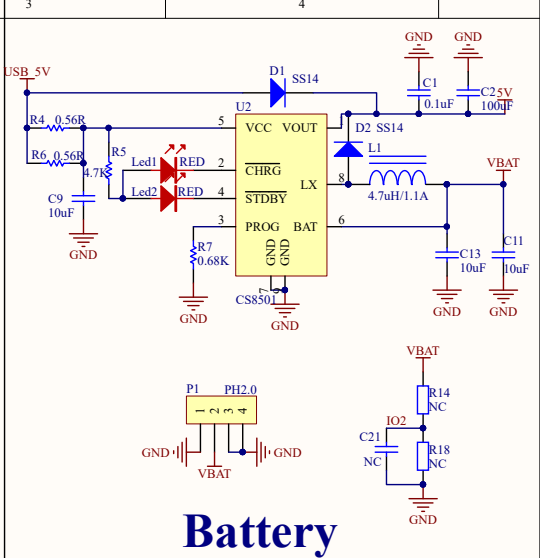 3
4
GND
GND
USB_5V
D1
SS14
C1
0.1uF
C2
100uF
5V
U2
R4
0.56R
5
VCC
VOUT
1
D2
SS14
R6
0.56R
R5
4.7K
Led1
RED
2
CHRG
L1
VBAT
Led2
RED
4
STDBY
LX
8
4.7uH/1.1A
C9
10uF
3
PROG
BAT
6
R7
0.68K
GND
GND
GND
C13
10uF
C11
10uF
7
9
CS8501
GND
GND
GND
GND
VBAT
P1
PH2.0
1
2
3
4
R14
NC
IO2
C21
NC
R18
NC
GND
GND
VBAT
GND
Battery